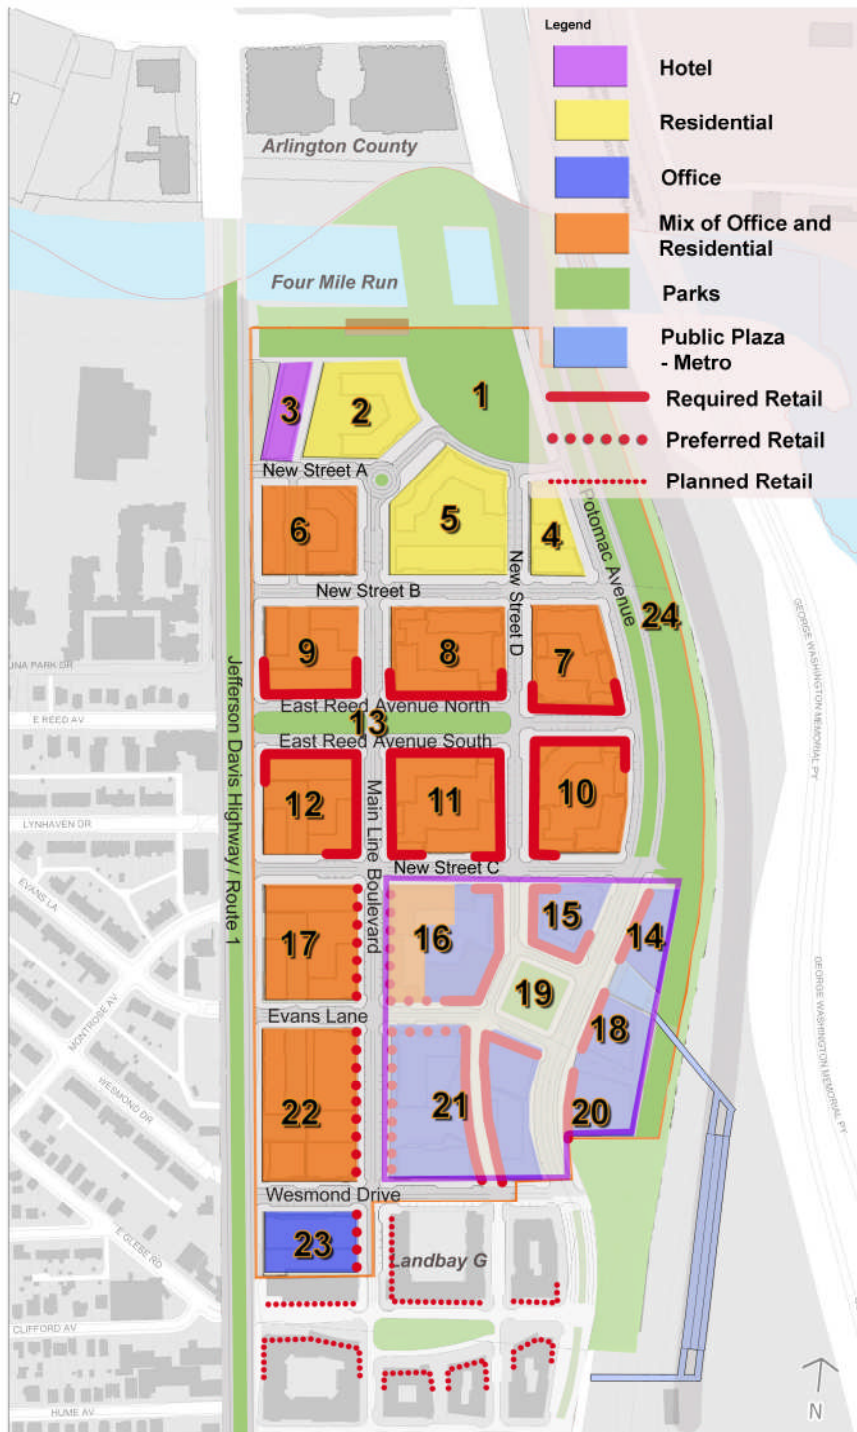 Legend
Hotel
Residential
Office
Mix of Office and
Residential
Parks
Public Plaza
- Metro
Required Retail
Preferred Retail
Planned Retail
Arlington County
Four Mile Run
1
2
3
New Street A
6
5
4
Potomac Avenue
New Street B
New Street D
24
9
8
7
GEORGE WASHINGTON MEMORIAL PY
UNA PARK DR
E REED AV
East Reed Avenue North
13
East Reed Avenue South
Jefferson Davis Highway / Route 1
Main Line Boulevard
12
11
10
LYNHAVEN DR
New Street C
EVANS LA
17
16
15
14
19
18
GEORGE WASHINGTON MEMORIAL PY
MONTROSE AV
Evans Lane
WESMOND DR
22
21
20
Wesmond Drive
E GLEBE RD
23
Landbay G
CLIFFORD AV
HUME AV
N